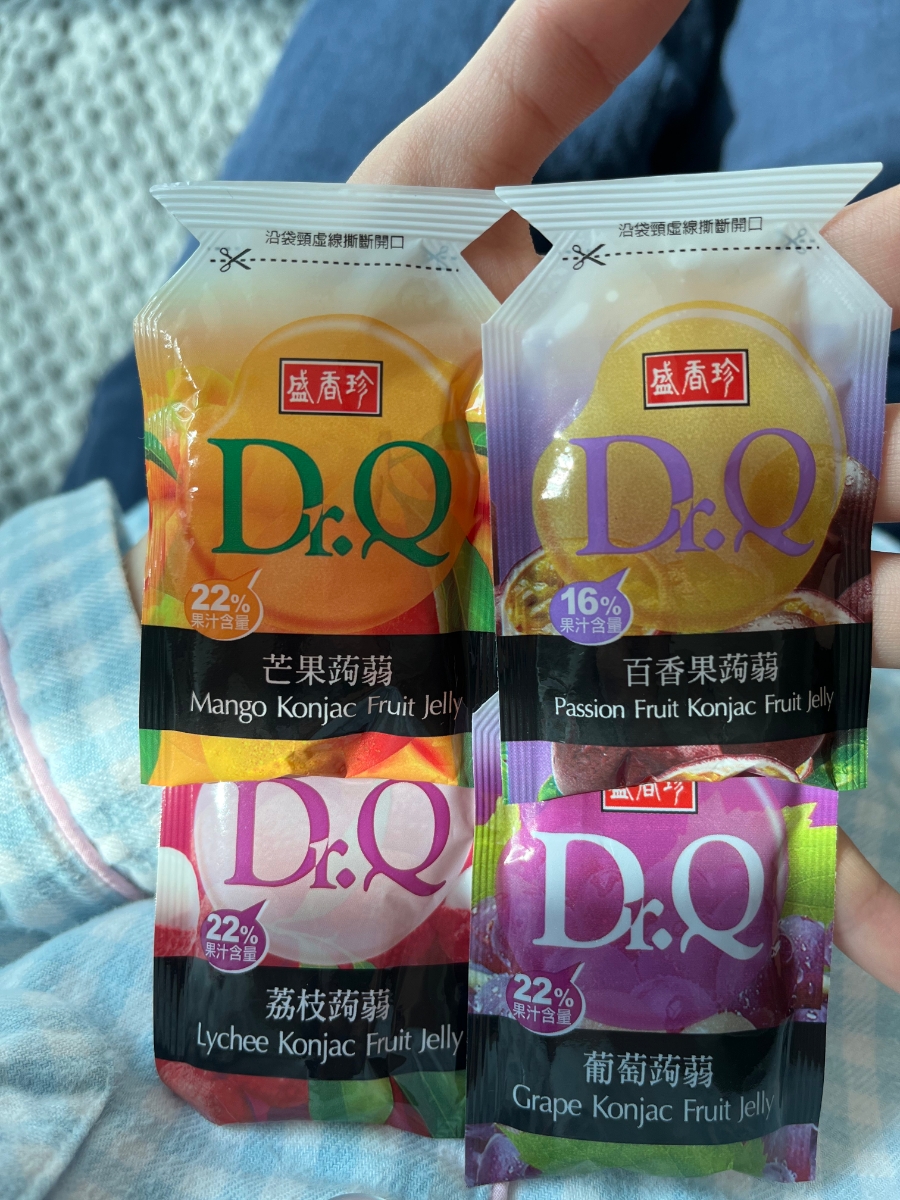 沿袋頸虛線撕斷開口
盛香珍
Dr.Q
22%
果汁含量
芒果蒟蒻
Mango Konjac Fruit Jelly
沿袋頸虛線撕斷開口
盛香珍
Dr.Q
16%
果汁含量
百香果蒟蒻
Passion Fruit Konjac Fruit Jelly
Dr.Q
22%
果汁含量
荔枝蒟蒻
Lychee Konjac Fruit Jelly
盛香珍
Dr.Q
22%
果汁含量
葡萄蒟蒻
Grape Konjac Fruit Jelly